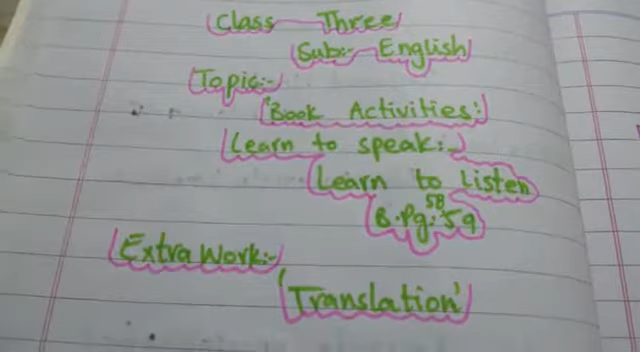 Class Three
Sub:- English
Topic:-
'Book Activities:'
Learn to speak:-
Learn to Listen
B.Pg:58 59
Extra Work:-
'Translation'